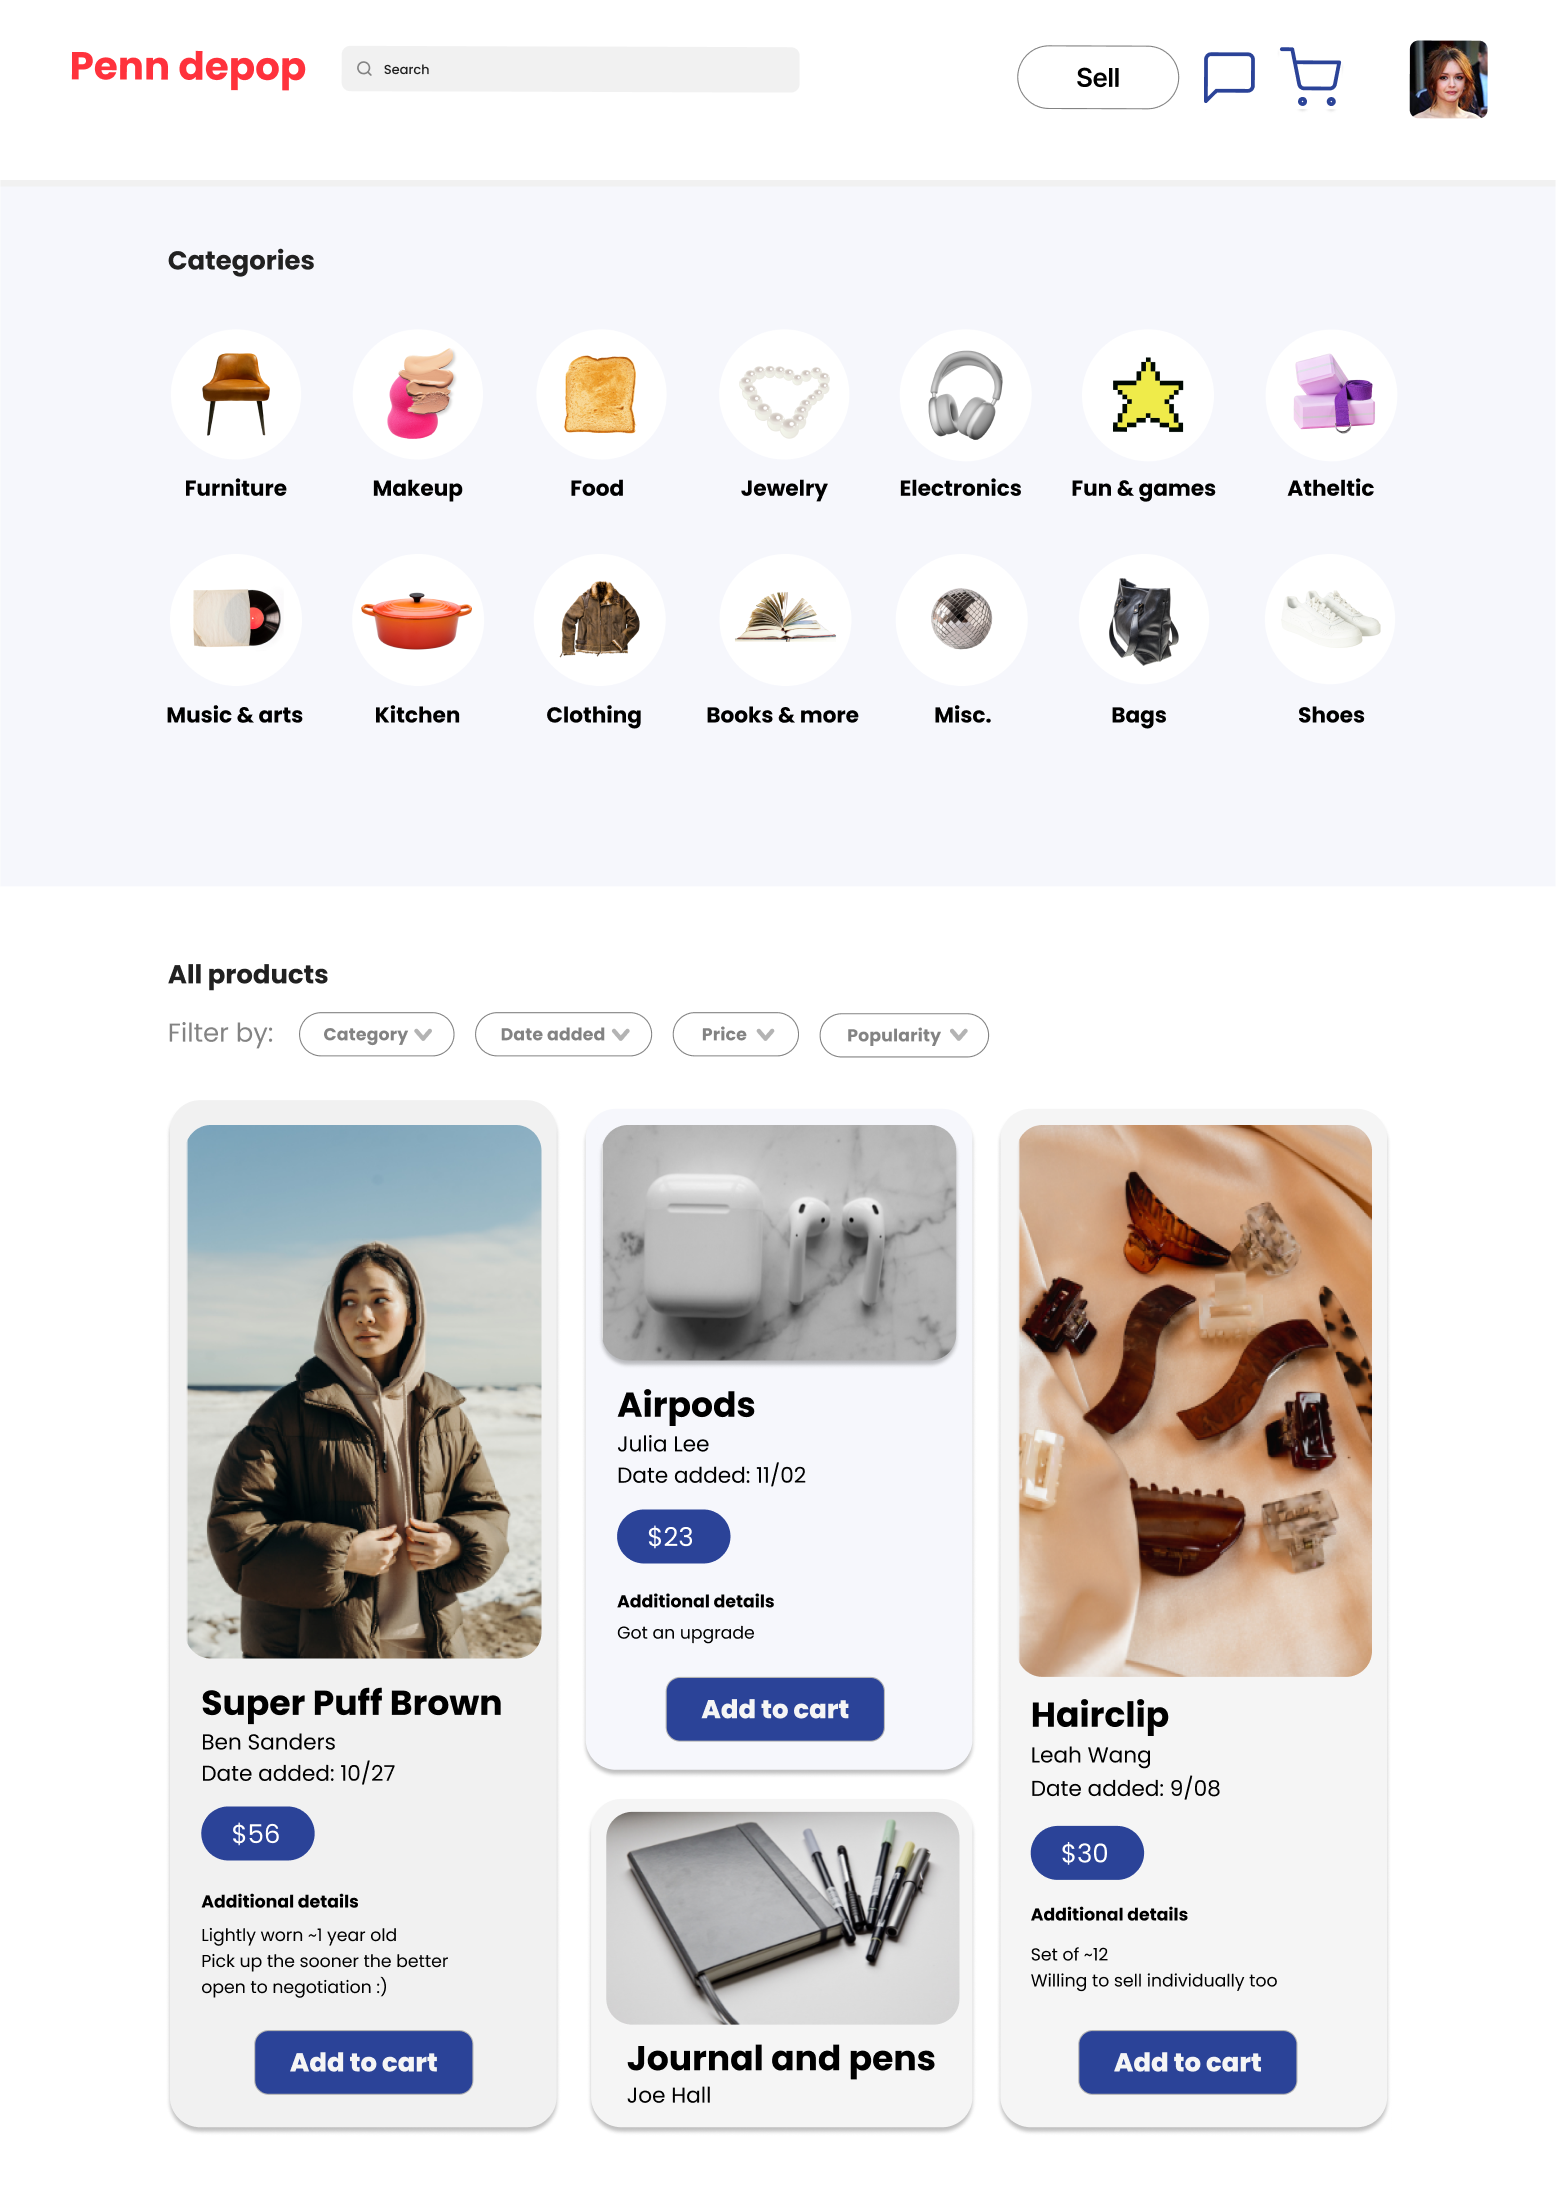 Penn depop
Search
Sell
Categories
Furniture
Makeup
Food
Jewelry
Electronics
Fun & games
Atheltic
Music & arts
Kitchen
Clothing
Books & more
Misc.
Bags
Shoes
All products
Filter by:
Category
Date added
Price
Popularity
Super Puff Brown
Ben Sanders
Date added: 10/27
$56
Additional details
Lightly worn ~1 year old
Pick up the sooner the better
open to negotiation :)
Add to cart
Airpods
Julia Lee
Date added: 11/02
$23
Additional details
Got an upgrade
Add to cart
Journal and pens
Joe Hall
Hairclip
Leah Wang
Date added: 9/08
$30
Additional details
Set of ~12
Willing to sell individually too
Add to cart